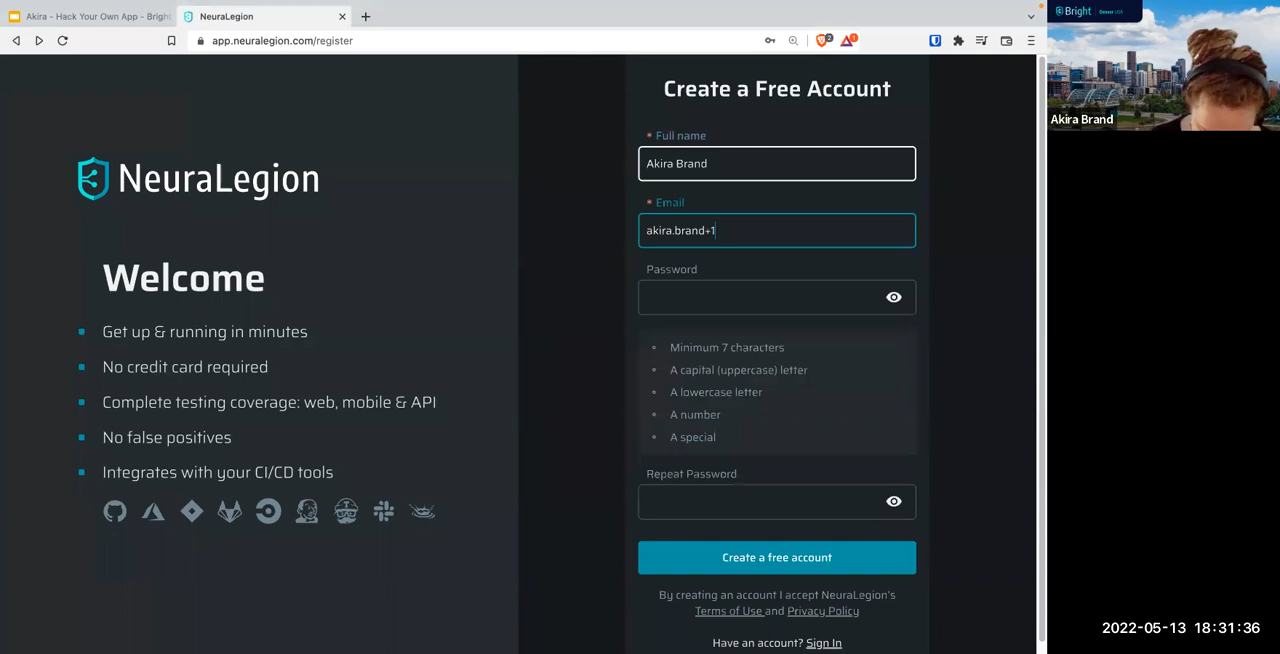 Akira - Hack Your Own App - Bright
NeuraLegion
app.neuralegion.com/register
2
1
Bright
Denver USA
Akira Brand
NeuraLegion
Welcome
Get up & running in minutes
No credit card required
Complete testing coverage: web, mobile & API
No false positives
Integrates with your CI/CD tools
Create a Free Account
* Full name
Akira Brand
* Email
akira.brand+1
Password
Minimum 7 characters
A capital (uppercase) letter
A lowercase letter
A number
A special
Repeat Password
Create a free account
By creating an account I accept NeuraLegion's
Terms of Use and Privacy Policy
Have an account? Sign In
2022-05-13 18:31:36